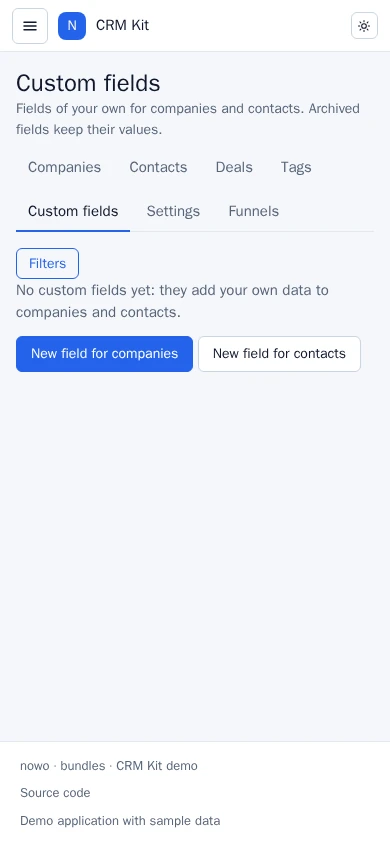 N CRM Kit
Custom fields
Fields of your own for companies and contacts. Archived
fields keep their values.
Companies Contacts Deals Tags
Custom fields Settings Funnels
Filters
No custom fields yet: they add your own data to
companies and contacts.
New field for companies New field for contacts
nowo · bundles · CRM Kit demo
Source code
Demo application with sample data